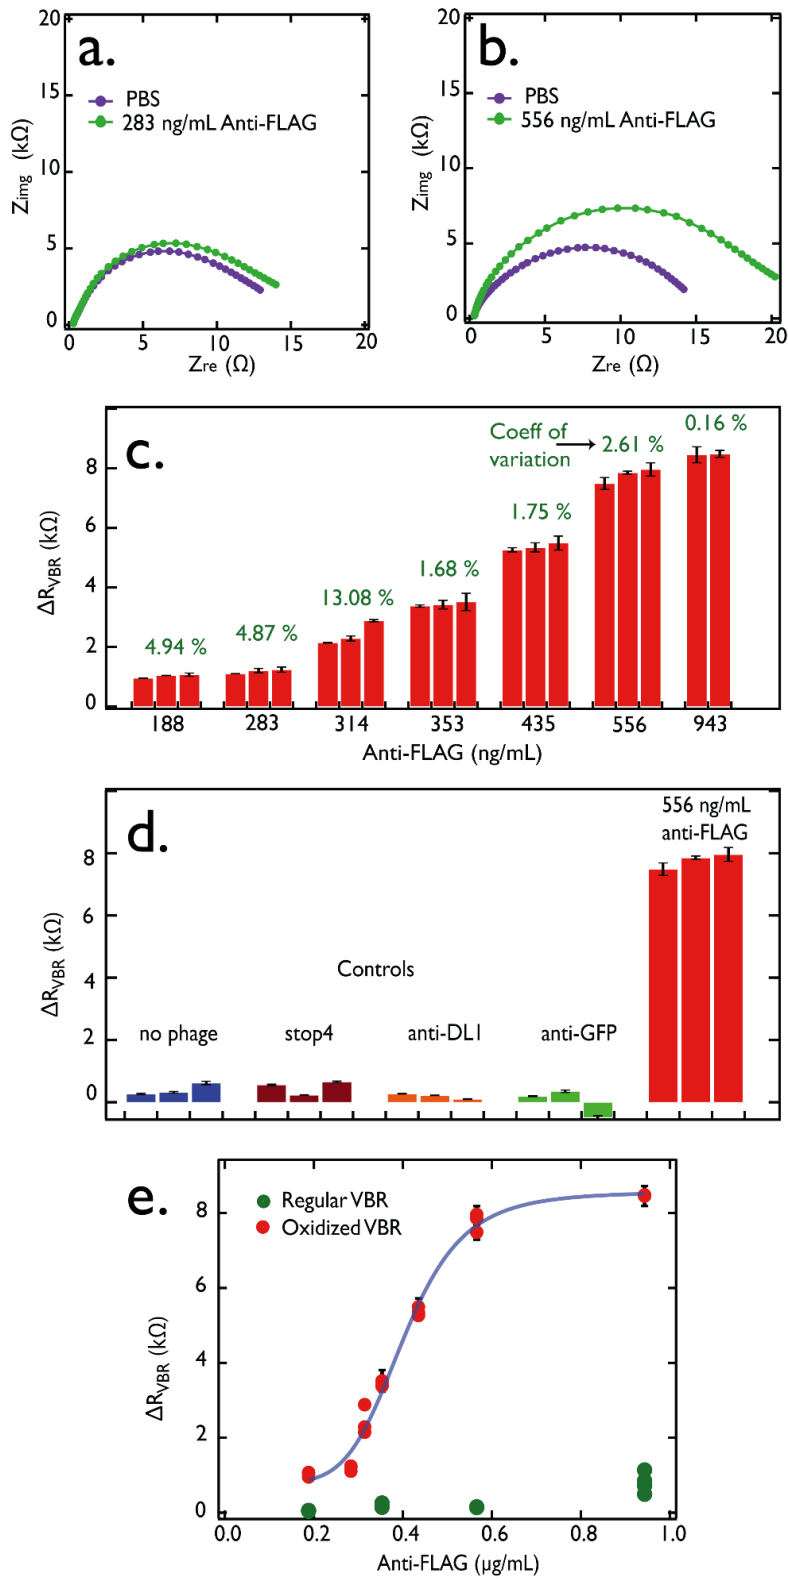 a.
PBS
283 ng/mL Anti-FLAG
Zimg (kΩ)
20
15
10
5
0
0 5 10 15 20
Zre (Ω)
b.
PBS
556 ng/mL Anti-FLAG
Zimg (kΩ)
20
15
10
5
0
0 5 10 15 20
Zre (Ω)
c.
Coeff of
variation
4.94 %
4.87 %
13.08 %
1.68 %
1.75 %
2.61 %
0.16 %
ΔRVBR (kΩ)
8
6
4
2
0
188 283 314 353 435 556 943
Anti-FLAG (ng/mL)
d.
556 ng/mL
anti-FLAG
Controls
no phage stop4 anti-DL1 anti-GFP
ΔRVBR (kΩ)
8
6
4
2
0
e.
Regular VBR
Oxidized VBR
ΔRVBR (kΩ)
8
6
4
2
0
0.0 0.2 0.4 0.6 0.8 1.0
Anti-FLAG (μg/mL)